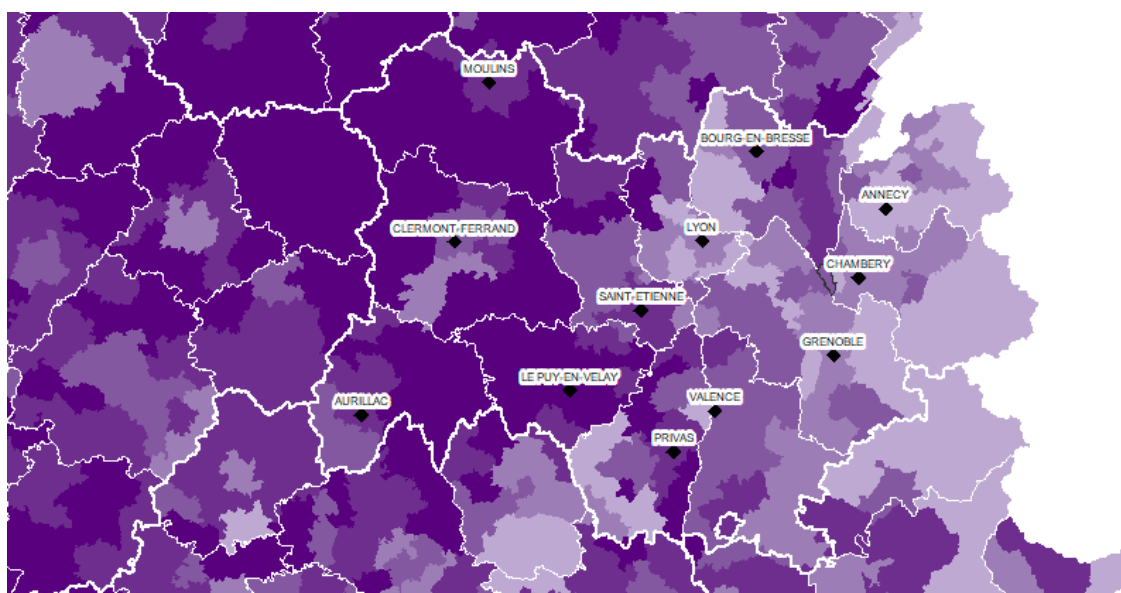 MOULINS
BOURG-EN-BRESSE
ANNECY
CLERMONT-FERRAND
LYON
CHAMBERY
SAINT-ETIENNE
GRENOBLE
LE PUY-EN-VELAY
AURILLAC
VALENCE
PRIVAS